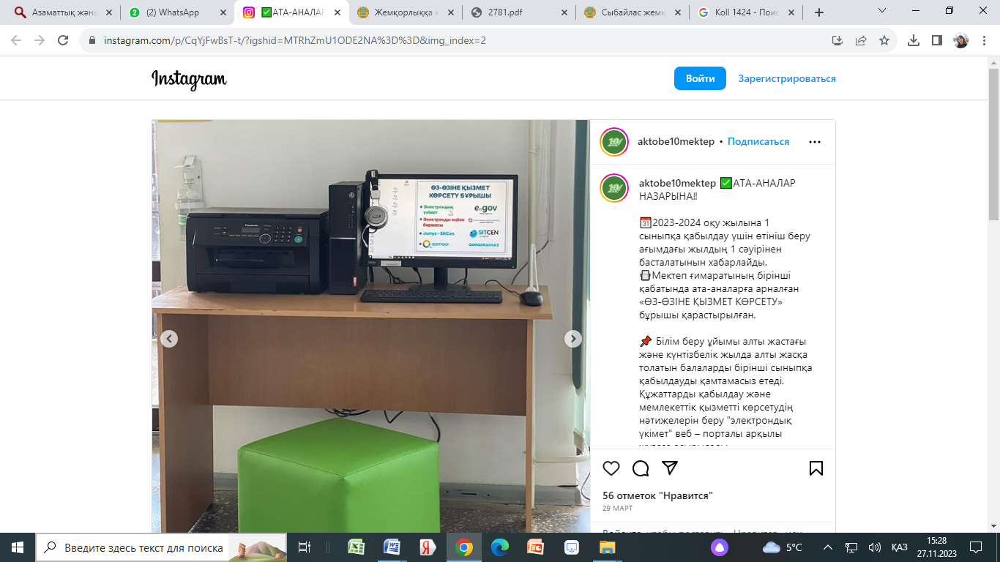 Азаматтық және
(2) WhatsApp
✅АТА-АНАЛАР
Жемқорлыққа
2781.pdf
Сыбайлас жемқ
Koll 1424 - Поис
instagram.com/p/CqYjFwBsT-t/?igshid=MTRhZmU1ODE2NA%3D%3D&img_index=2
Instagram
Войти
Зарегистрироваться
Panasonic
ӨЗ-ӨЗІНЕ ҚЫЗМЕТ
КӨРСЕТУ БҰРЫШЫ
Электрондық
үкімет
egov
Электронды еңбек
биржасы
Jumys - SitCen
SITCEN
JUMYS
qamqor
QAMQOR.GOV.KZ
aktobe10mektep • Подписаться
aktobe10mektep ✅АТА-АНАЛАР
НАЗАРЫНА‼
📅2023-2024 оқу жылына 1
сыныпқа қабылдау үшін өтініш беру
ағымдағы жылдың 1 сәуірінен
басталатынын хабарлайды.
Мектеп ғимаратының бірінші
қабатында ата-аналарға арналған
«ӨЗ-ӨЗІНЕ ҚЫЗМЕТ КӨРСЕТУ»
бұрышы қарастырылған.
📌 Білім беру ұйымы алты жастағы
және күнтізбелік жылда алты жасқа
толатын балаларды бірінші сыныпқа
қабылдауды қамтамасыз етеді.
Құжаттарды қабылдау және
мемлекеттік қызметті көрсетудің
нәтижелерін беру "электрондық
үкімет" веб – порталы арқылы
56 отметок "Нравится"
29 МАРТ
Введите здесь текст для поиска
5°C
ҚАЗ
15:28
27.11.2023